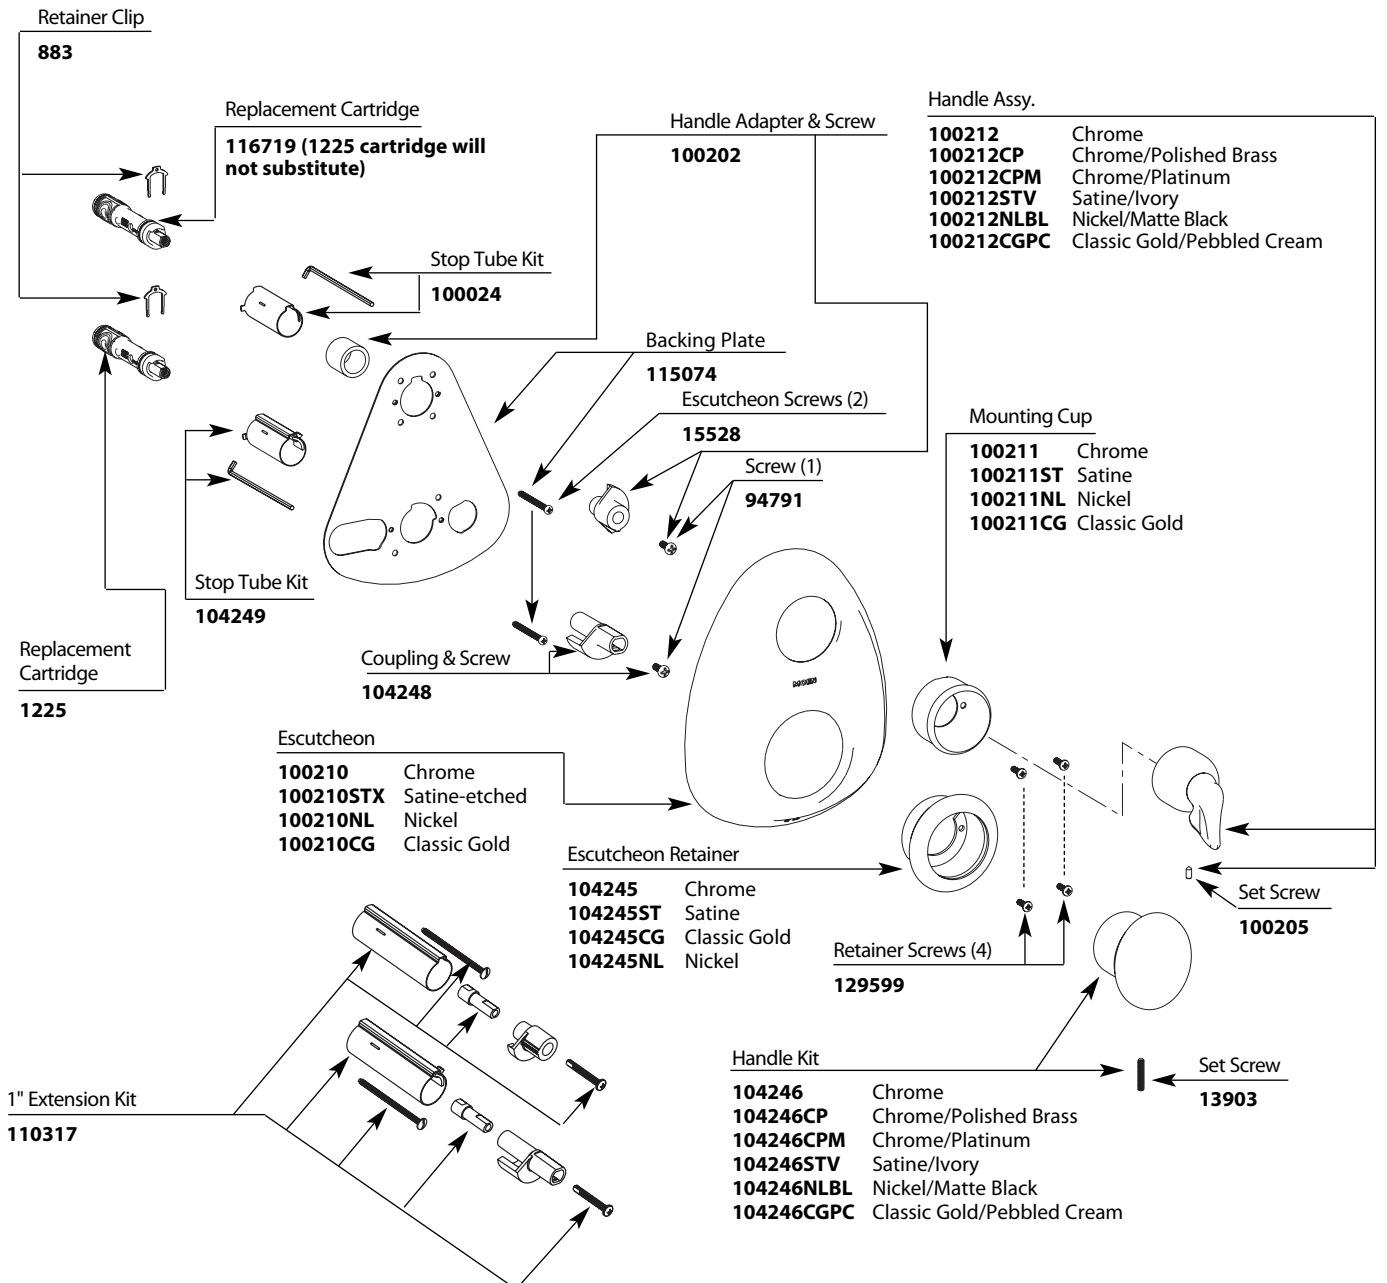 Retainer Clip
883
Replacement Cartridge
116719 (1225 cartridge will
not substitute)
Handle Adapter & Screw
100202
Handle Assy.
100212 Chrome
100212CP Chrome/Polished Brass
100212CPM Chrome/Platinum
100212STV Satine/Ivory
100212NLBL Nickel/Matte Black
100212CGPC Classic Gold/Pebbled Cream
Stop Tube Kit
100024
Backing Plate
115074
Escutcheon Screws (2)
15528
Screw (1)
94791
Mounting Cup
100211 Chrome
100211ST Satine
100211NL Nickel
100211CG Classic Gold
Stop Tube Kit
104249
Replacement
Cartridge
1225
Coupling & Screw
104248
MOEN
Escutcheon
100210 Chrome
100210STX Satine-etched
100210NL Nickel
100210CG Classic Gold
Escutcheon Retainer
104245 Chrome
104245ST Satine
104245CG Classic Gold
104245NL Nickel
Retainer Screws (4)
129599
Set Screw
100205
Handle Kit
104246 Chrome
104246CP Chrome/Polished Brass
104246CPM Chrome/Platinum
104246STV Satine/Ivory
104246NLBL Nickel/Matte Black
104246CGPC Classic Gold/Pebbled Cream
Set Screw
13903
1" Extension Kit
110317